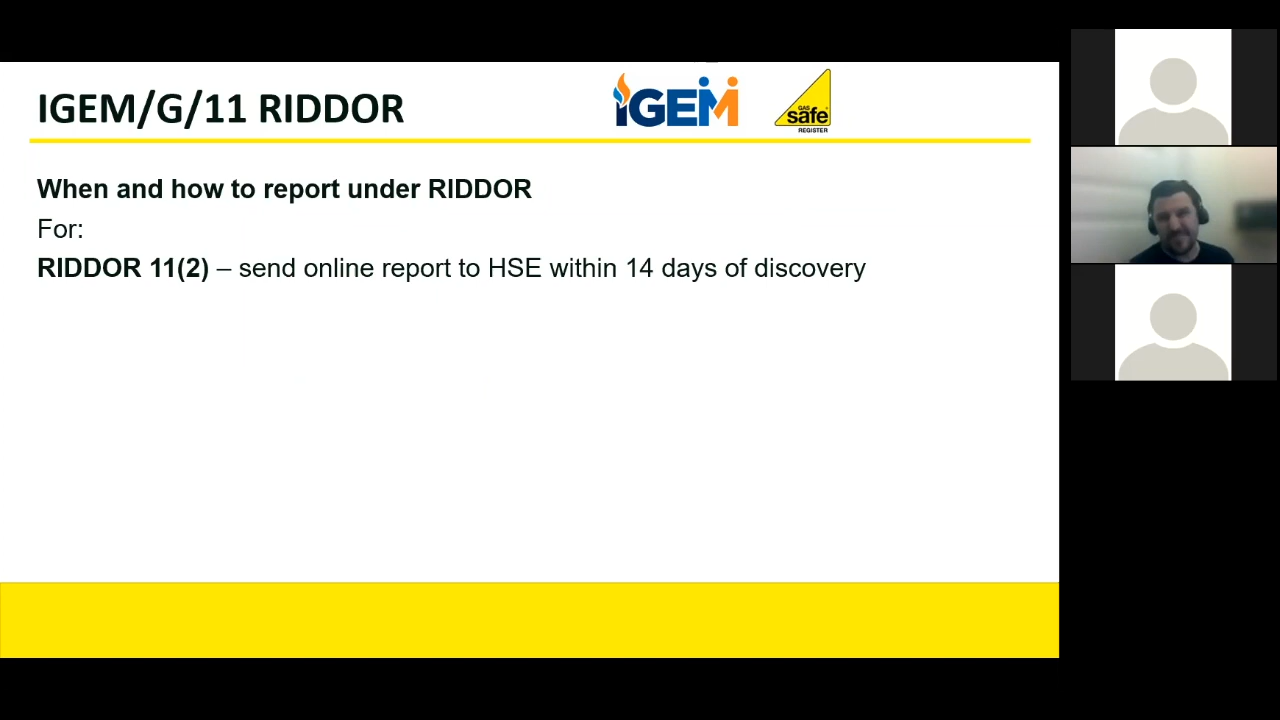 IGEM/G/11 RIDDOR
iGEM
GAS
safe
REGISTER
When and how to report under RIDDOR
For:
RIDDOR 11(2) – send online report to HSE within 14 days of discovery